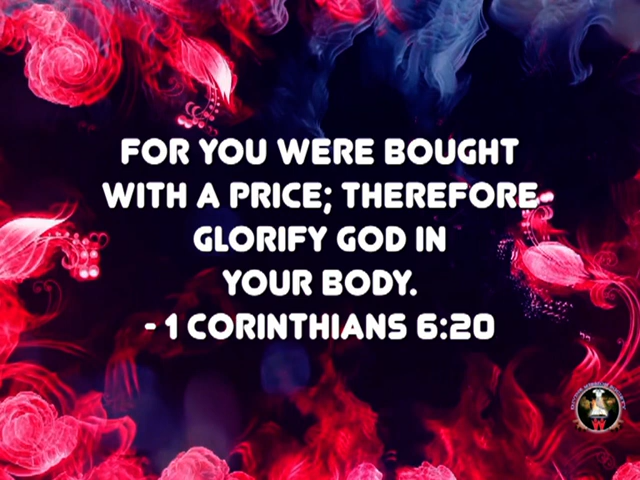 FOR YOU WERE BOUGHT
WITH A PRICE; THEREFORE
GLORIFY GOD IN
YOUR BODY.
- 1 CORINTHIANS 6:20